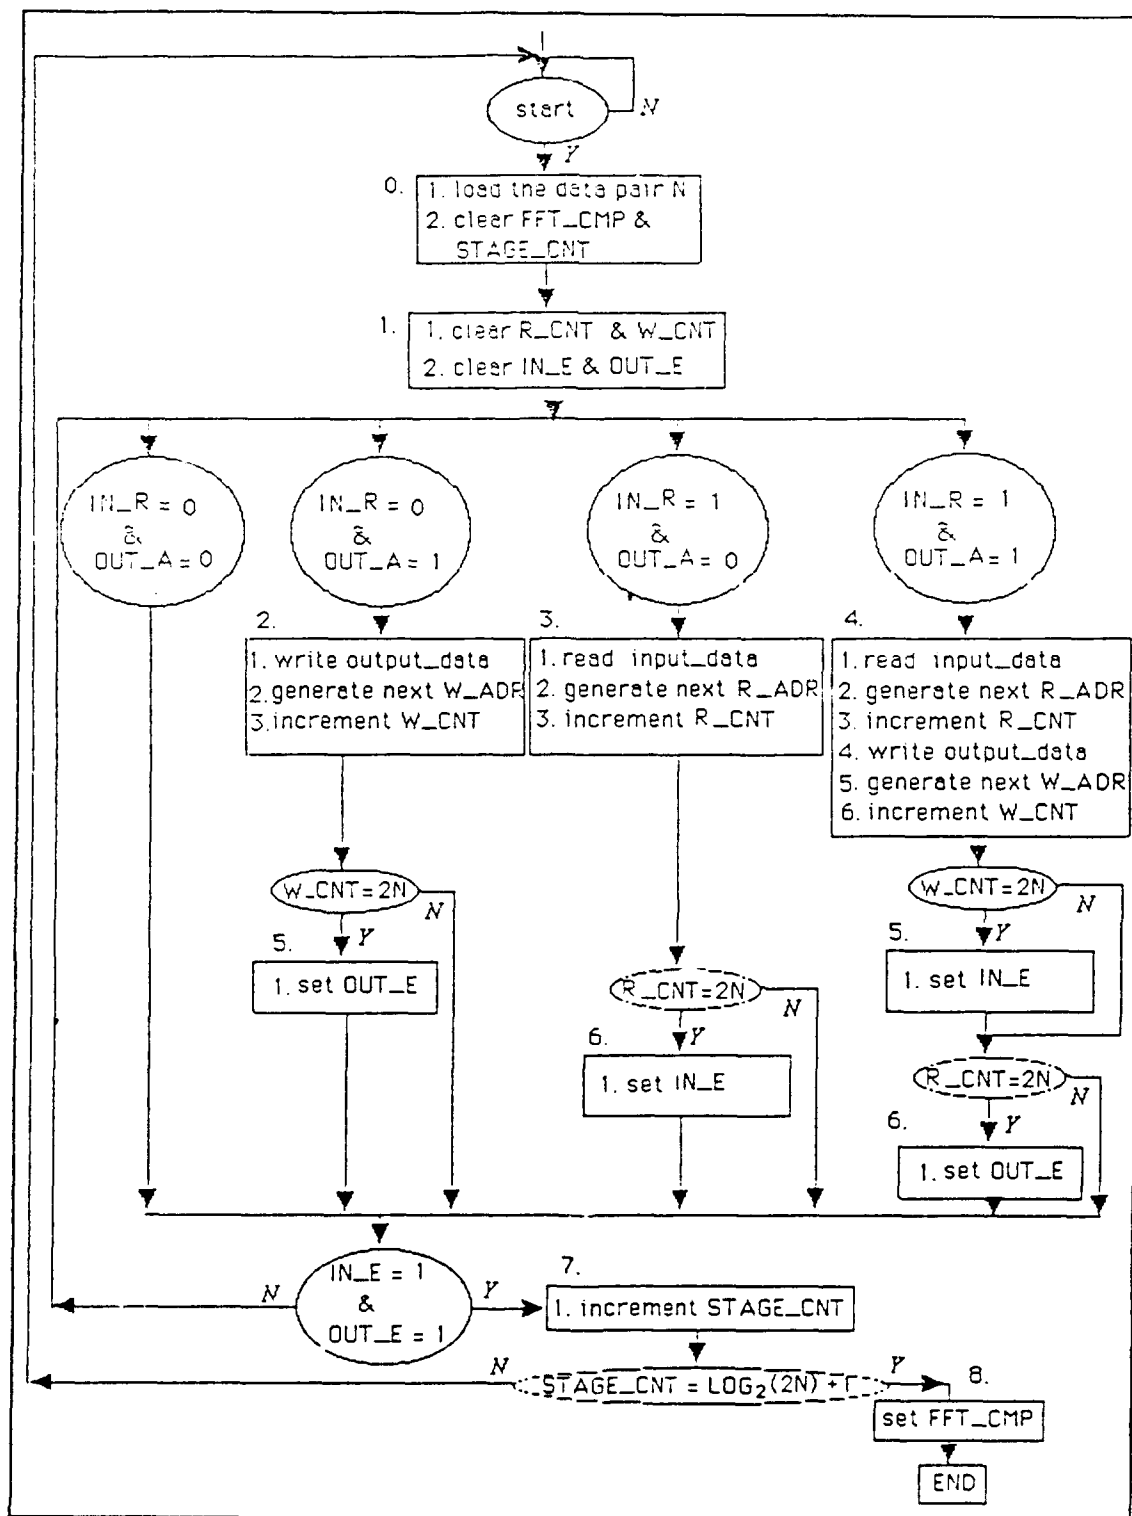 start
N
Y
0.
1. load the data pair N
2. clear FFT_CMP &
STAGE_CNT
1.
1. clear R_CNT & W_CNT
2. clear IN_E & OUT_E
IN_R = 0
&
OUT_A = 0
IN_R = 0
&
OUT_A = 1
IN_R = 1
&
OUT_A = 0
IN_R = 1
&
OUT_A = 1
2.
1. write output_data
2. generate next W_ADR
3. increment W_CNT
W_CNT = 2N
N
Y
5.
1. set OUT_E
3.
1. read input_data
2. generate next R_ADR
3. increment R_CNT
R_CNT = 2N
N
Y
6.
1. set IN_E
4.
1. read input_data
2. generate next R_ADR
3. increment R_CNT
4. write output_data
5. generate next W_ADR
6. increment W_CNT
W_CNT = 2N
N
Y
5.
1. set IN_E
R_CNT = 2N
N
Y
6.
1. set OUT_E
IN_E = 1
&
OUT_E = 1
N
Y
7.
1. increment STAGE_CNT
N
STAGE_CNT = LOG₂(2N) +
Y
8.
set FFT_CMP
END